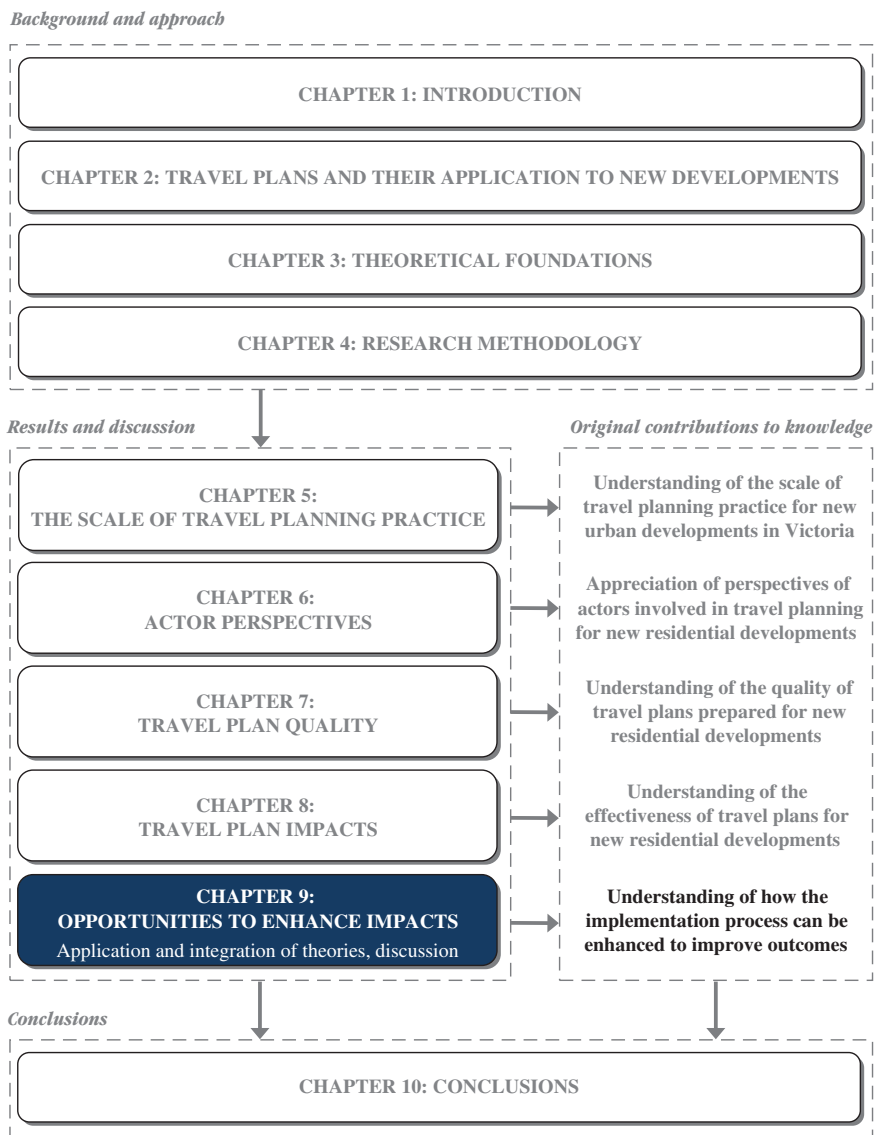 Background and approach
CHAPTER 1: INTRODUCTION
CHAPTER 2: TRAVEL PLANS AND THEIR APPLICATION TO NEW DEVELOPMENTS
CHAPTER 3: THEORETICAL FOUNDATIONS
CHAPTER 4: RESEARCH METHODOLOGY
Results and discussion
Original contributions to knowledge
CHAPTER 5:
THE SCALE OF TRAVEL PLANNING PRACTICE
Understanding of the scale of
travel planning practice for new
urban developments in Victoria
CHAPTER 6:
ACTOR PERSPECTIVES
Appreciation of perspectives of
actors involved in travel planning
for new residential developments
CHAPTER 7:
TRAVEL PLAN QUALITY
Understanding of the quality of
travel plans prepared for new
residential developments
CHAPTER 8:
TRAVEL PLAN IMPACTS
Understanding of the
effectiveness of travel plans for
new residential developments
CHAPTER 9:
OPPORTUNITIES TO ENHANCE IMPACTS
Application and integration of theories, discussion
Understanding of how the
implementation process can be
enhanced to improve outcomes
Conclusions
CHAPTER 10: CONCLUSIONS